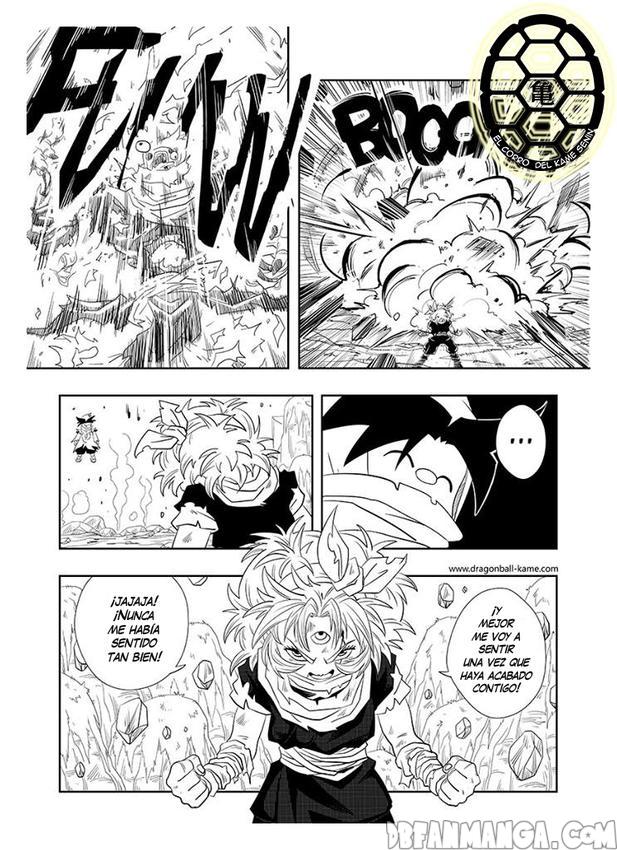 FWWW
BOOO
亀
EL CORRO DEL KAME SENIN
...
www.dragonball-kame.com
¡JAJAJA!
¡NUNCA
ME HABÍA
SENTIDO
TAN BIEN!
¡Y
MEJOR
ME VOY A
SENTIR
UNA VEZ QUE
HAYA ACABADO
CONTIGO!
DBFANMANGA.COM